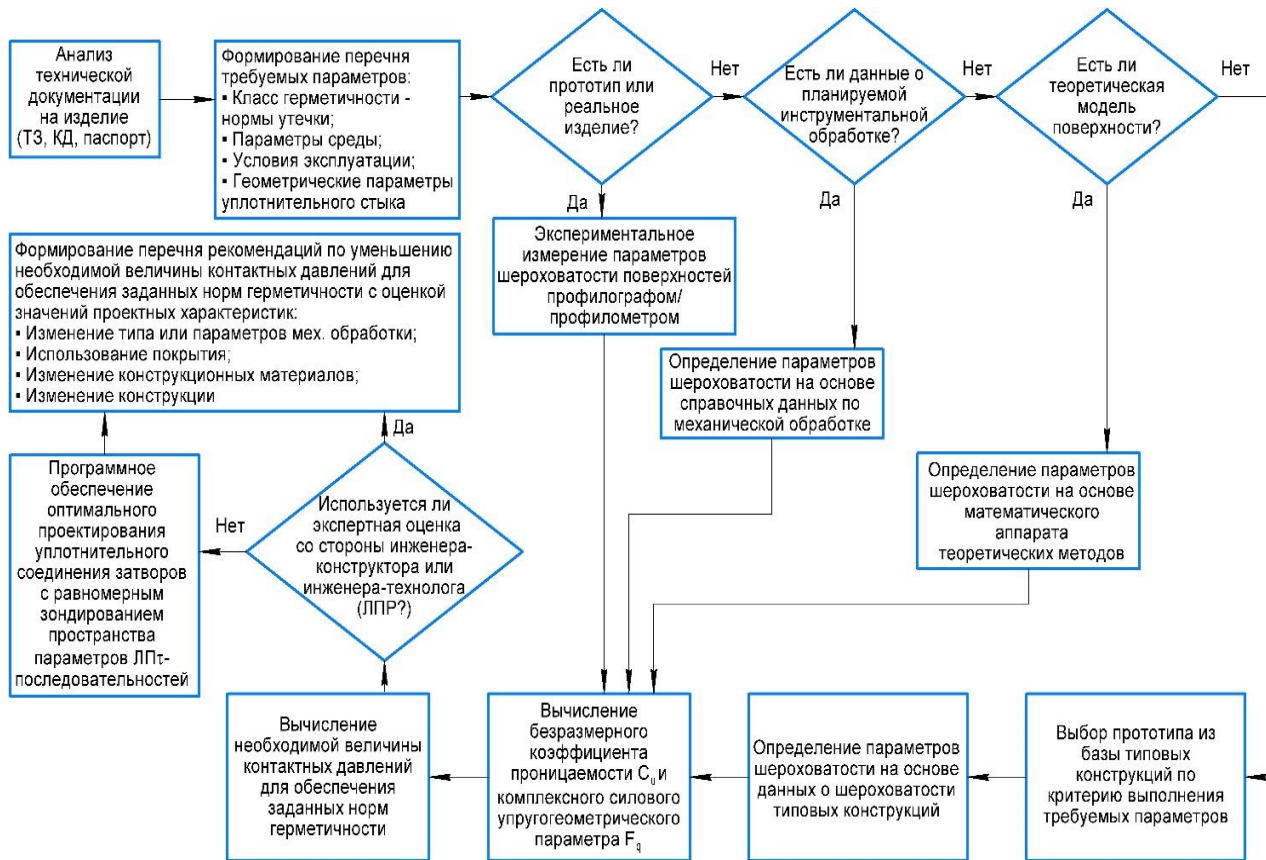 Анализ
технической
документации
на изделие
(ТЗ, КД, паспорт)
Формирование перечня
требуемых параметров:
▪ Класс герметичности -
нормы утечки;
▪ Параметры среды;
▪ Условия эксплуатации;
▪ Геометрические параметры
уплотнительного стыка
Есть ли
прототип или
реальное
изделие?
Нет
Да
Есть ли данные о
планируемой
инструментальной
обработке?
Нет
Да
Есть ли
теоретическая
модель
поверхности?
Нет
Да
Экспериментальное
измерение параметров
шероховатости поверхностей
профилографом/
профилометром
Определение параметров
шероховатости на основе
справочных данных по
механической обработке
Определение параметров
шероховатости на основе
математического
аппарата
теоретических методов
Формирование перечня рекомендаций по уменьшению
необходимой величины контактных давлений для
обеспечения заданных норм герметичности с оценкой
значений проектных характеристик:
▪ Изменение типа или параметров мех. обработки;
▪ Использование покрытия;
▪ Изменение конструкционных материалов;
▪ Изменение конструкции
Да
Программное
обеспечение
оптимального
проектирования
уплотнительного
соединения затворов
с равномерным
зондированием
пространства
параметров ЛПτ-
последовательностей
Нет
Используется ли
экспертная оценка
со стороны инженера-
конструктора или
инженера-технолога
(ЛПР?)
Вычисление
необходимой величины
контактных давлений
для обеспечения
заданных норм
герметичности
Вычисление
безразмерного
коэффициента
проницаемости Cᵤ и
комплексного силового
упругогеометрического
параметра F_q
Определение параметров
шероховатости на основе
данных о шероховатости
типовых конструкций
Выбор прототипа из
базы типовых
конструкций по
критерию выполнения
требуемых параметров